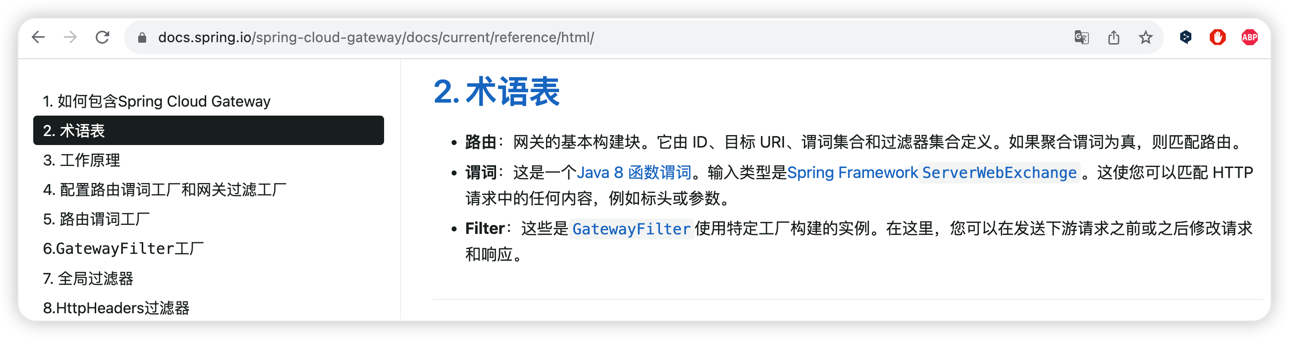 docs.spring.io/spring-cloud-gateway/docs/current/reference/html/
ABP
1. 如何包含Spring Cloud Gateway
2. 术语表
3. 工作原理
4. 配置路由谓词工厂和网关过滤工厂
5. 路由谓词工厂
6.GatewayFilter工厂
7. 全局过滤器
8.HttpHeaders过滤器
2. 术语表
• 路由：网关的基本构建块。它由 ID、目标 URI、谓词集合和过滤器集合定义。如果聚合谓词为真，则匹配路由。
• 谓词：这是一个Java 8 函数谓词。输入类型是Spring Framework ServerWebExchange 。这使您可以匹配 HTTP
请求中的任何内容，例如标头或参数。
• Filter：这些是 GatewayFilter 使用特定工厂构建的实例。在这里，您可以在发送下游请求之前或之后修改请求
和响应。